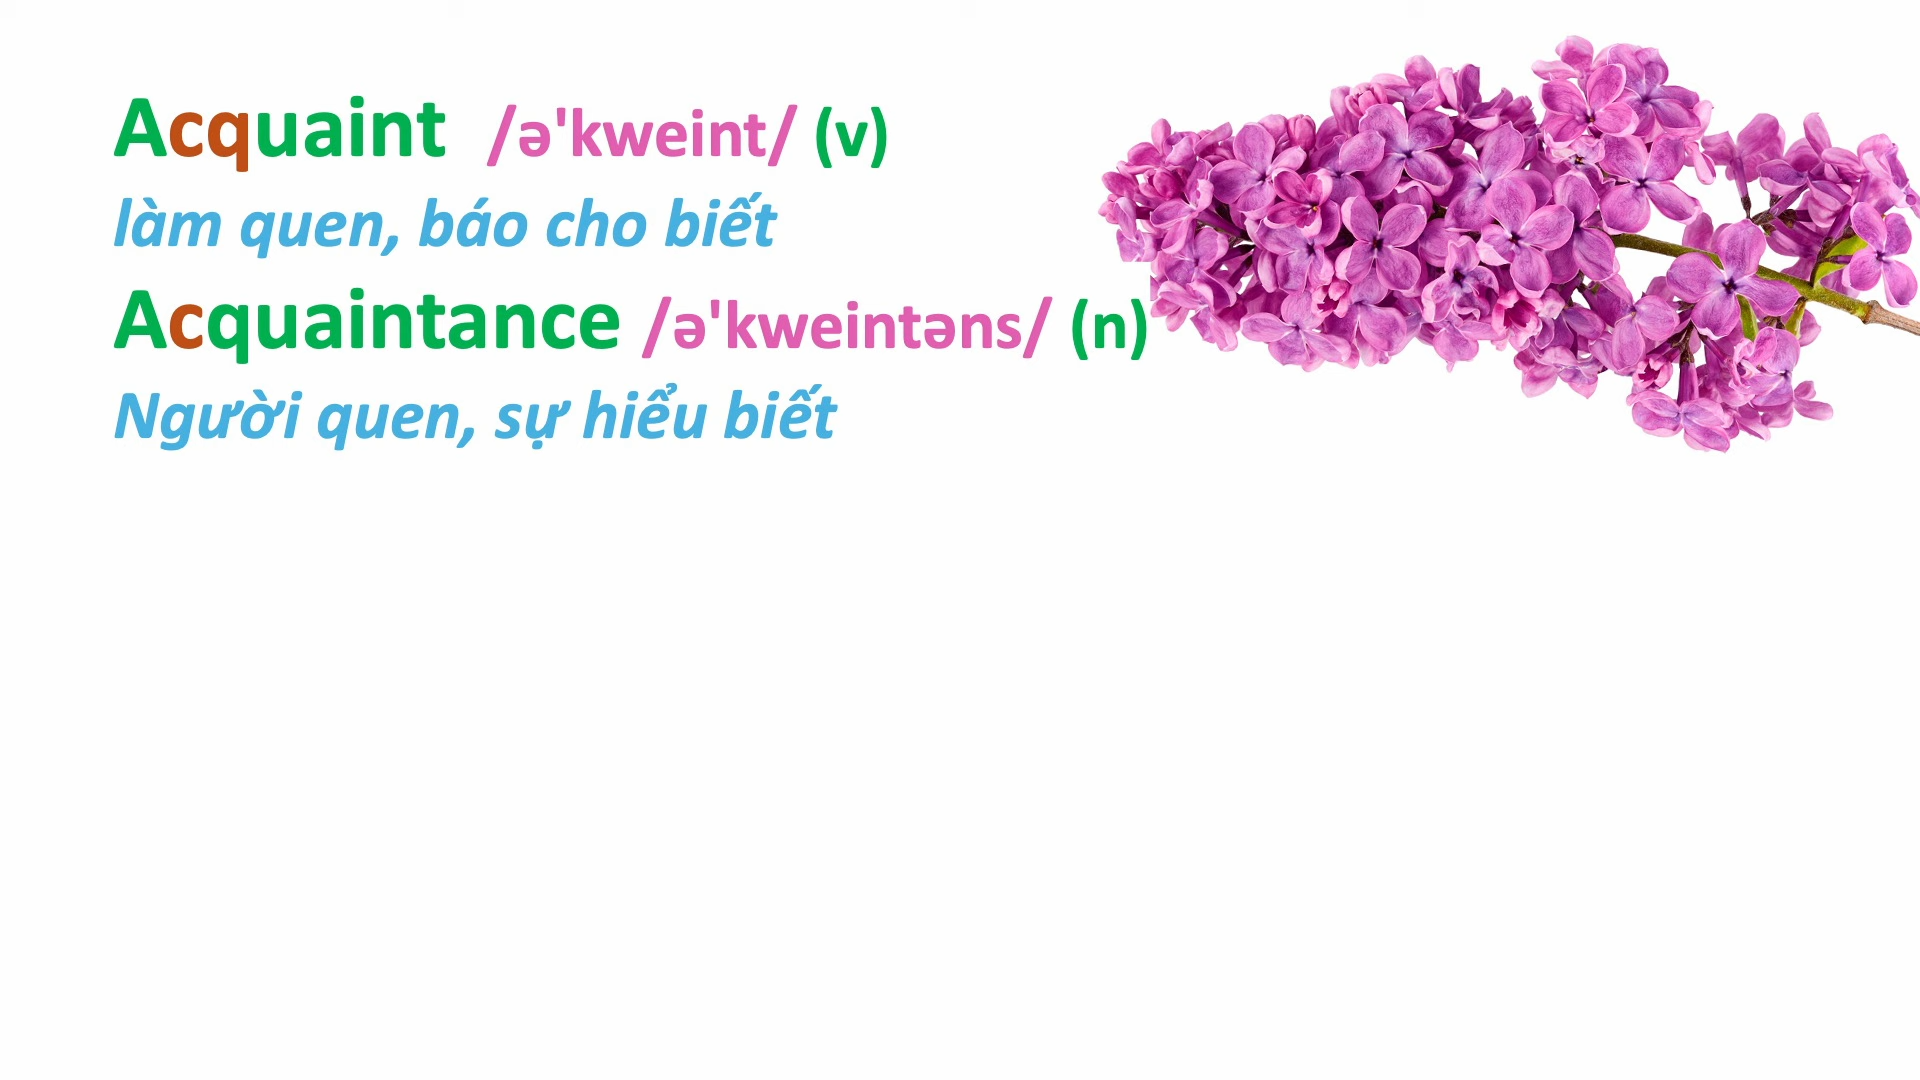 Acquaint /ə'kweint/ (v)
làm quen, báo cho biết
Acquaintance /ə'kweintəns/ (n)
Người quen, sự hiểu biết